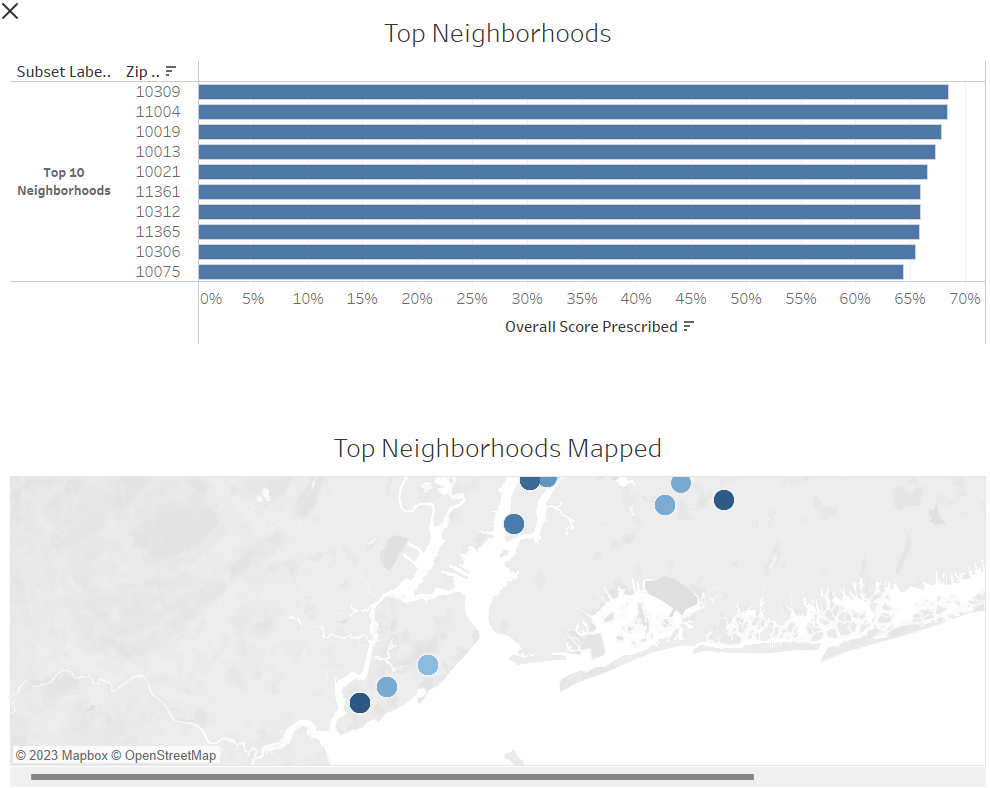 Top Neighborhoods
Subset Labe.. Zip ..
10309
11004
10019
10013
Top 10
Neighborhoods
10021
11361
10312
11365
10306
10075
0% 5% 10% 15% 20% 25% 30% 35% 40% 45% 50% 55% 60% 65% 70%
Overall Score Prescribed
Top Neighborhoods Mapped
© 2023 Mapbox © OpenStreetMap